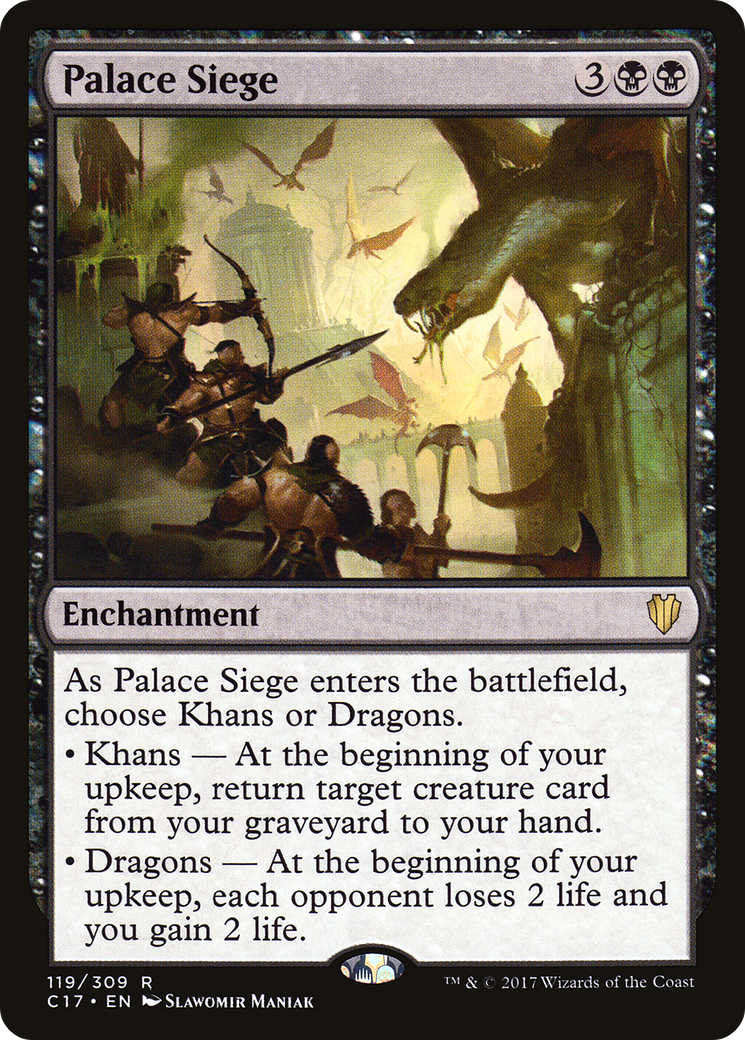 Palace Siege 3
Enchantment
As Palace Siege enters the battlefield,
choose Khans or Dragons.
• Khans — At the beginning of your
upkeep, return target creature card
from your graveyard to your hand.
• Dragons — At the beginning of your
upkeep, each opponent loses 2 life and
you gain 2 life.
119/309 R
C17 • EN Slawomir Maniak
™ & © 2017 Wizards of the Coast